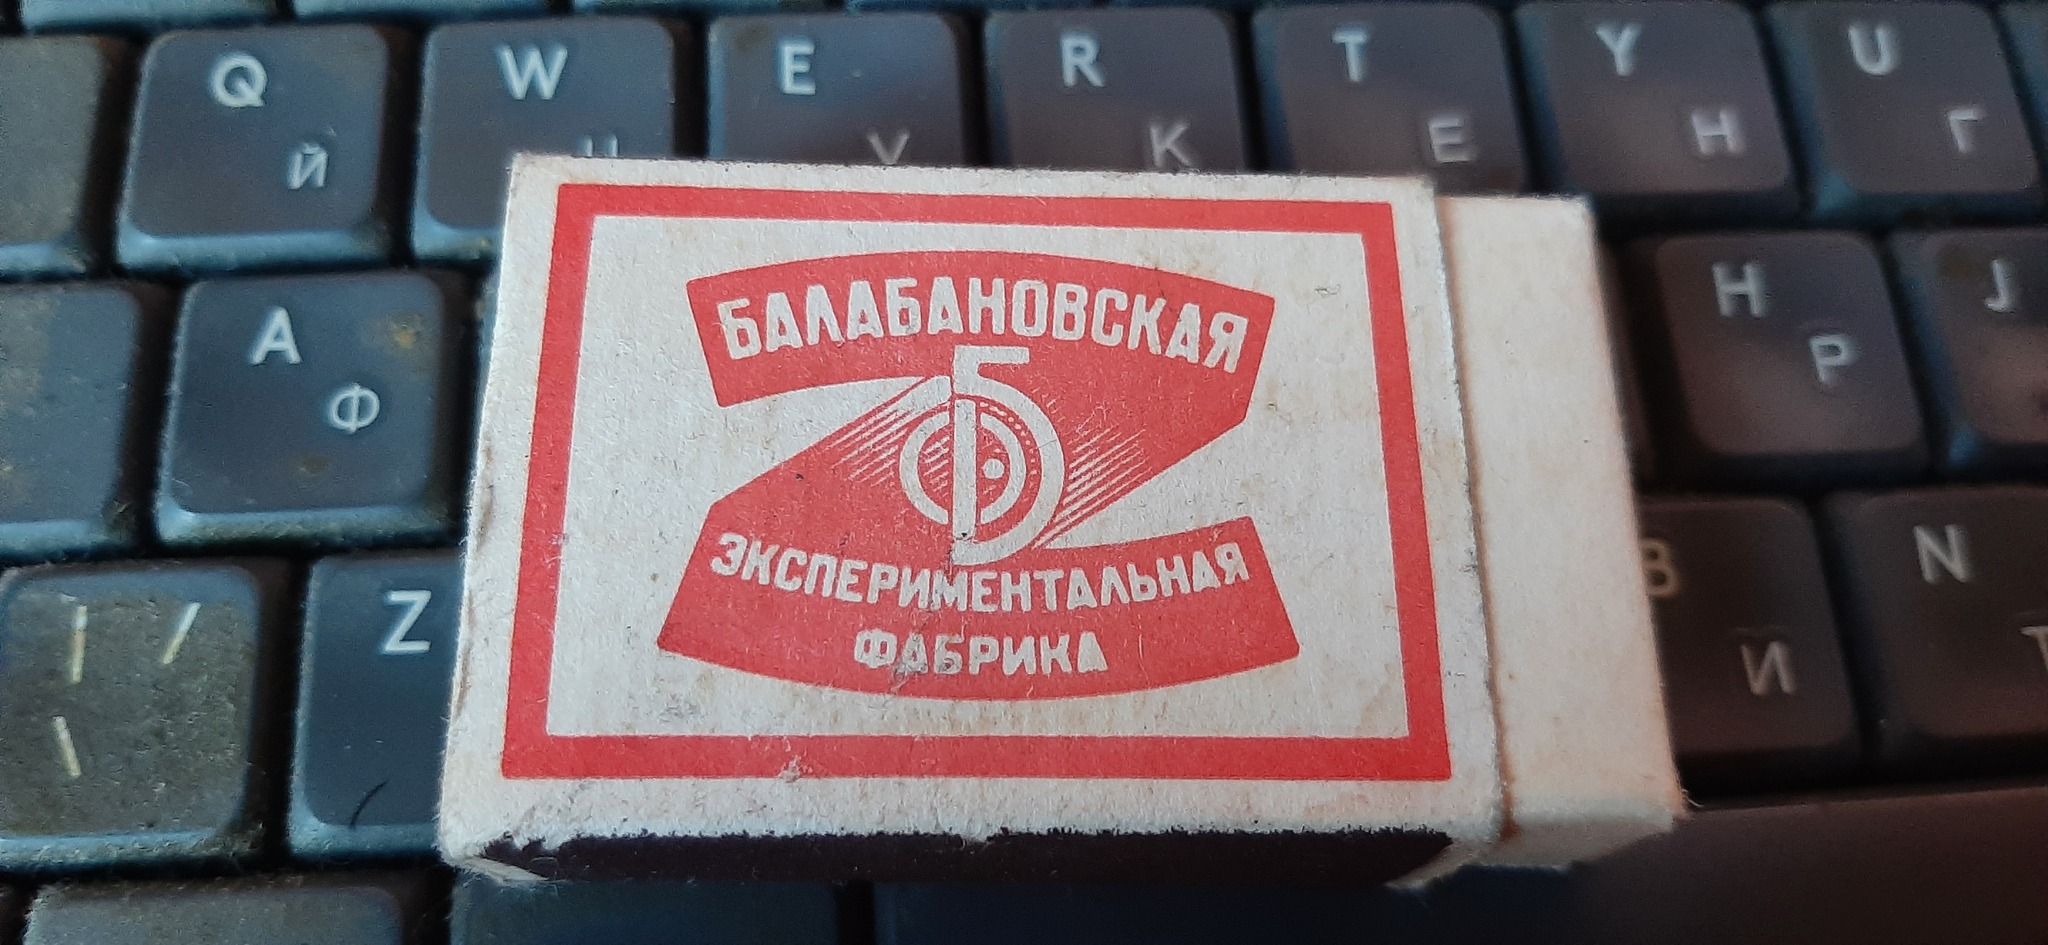 Q W E R T Y U
Й У К Е Н Г
БАЛАБАНОВСКАЯ
ЭКСПЕРИМЕНТАЛЬНАЯ
ФАБРИКА
A H J
Ф Р
Z N
И